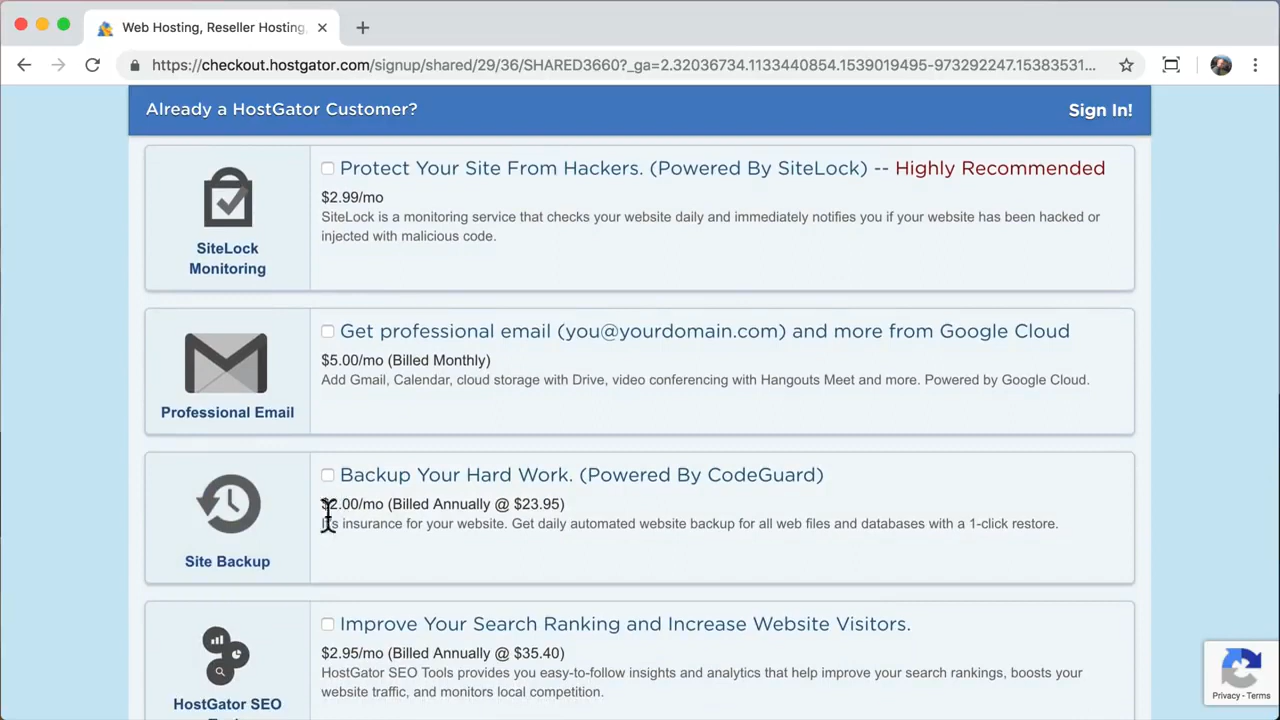 Web Hosting, Reseller Hosting,
https://checkout.hostgator.com/signup/shared/29/36/SHARED3660?_ga=2.32036734.1133440854.1539019495-973292247.15383531...
Already a HostGator Customer?
Sign In!
SiteLock
Monitoring
Protect Your Site From Hackers. (Powered By SiteLock) -- Highly Recommended
$2.99/mo
SiteLock is a monitoring service that checks your website daily and immediately notifies you if your website has been hacked or
injected with malicious code.
Professional Email
Get professional email (you@yourdomain.com) and more from Google Cloud
$5.00/mo (Billed Monthly)
Add Gmail, Calendar, cloud storage with Drive, video conferencing with Hangouts Meet and more. Powered by Google Cloud.
Site Backup
Backup Your Hard Work. (Powered By CodeGuard)
$2.00/mo (Billed Annually @ $23.95)
It's insurance for your website. Get daily automated website backup for all web files and databases with a 1-click restore.
HostGator SEO
Improve Your Search Ranking and Increase Website Visitors.
$2.95/mo (Billed Annually @ $35.40)
HostGator SEO Tools provides you easy-to-follow insights and analytics that help improve your search rankings, boosts your
website traffic, and monitors local competition.
Privacy - Terms